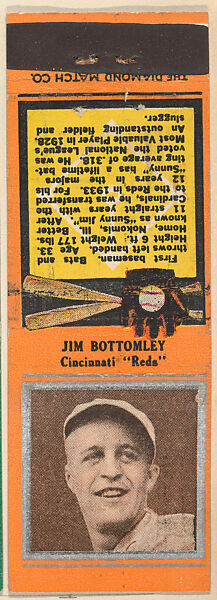 THE DIAMOND MATCH CO.
First baseman. Bats and
throws left handed. Age 33.
Height 6 ft. Weight 177 lbs.
Home, Nokomis, Ill. Better
known as "Sunny Jim." After
11 straight years with the
Cardinals, he was transferred
to the Reds in 1933. For his
12 years in the majors
"Sunny" has a lifetime bat-
ting average of .318. He was
voted the National League's
Most Valuable Player in 1928.
An outstanding fielder and
slugger.
JIM BOTTOMLEY
Cincinnati "Reds"